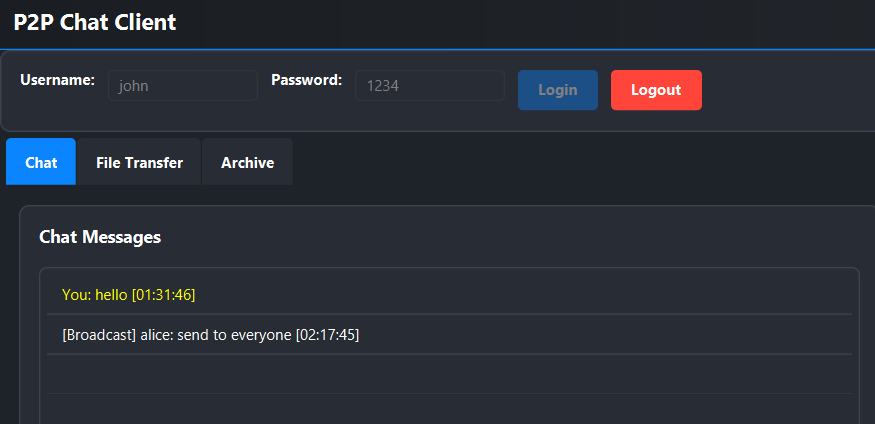 P2P Chat Client
Username: john Password: 1234 Login Logout
Chat File Transfer Archive
Chat Messages
You: hello [01:31:46]
[Broadcast] alice: send to everyone [02:17:45]